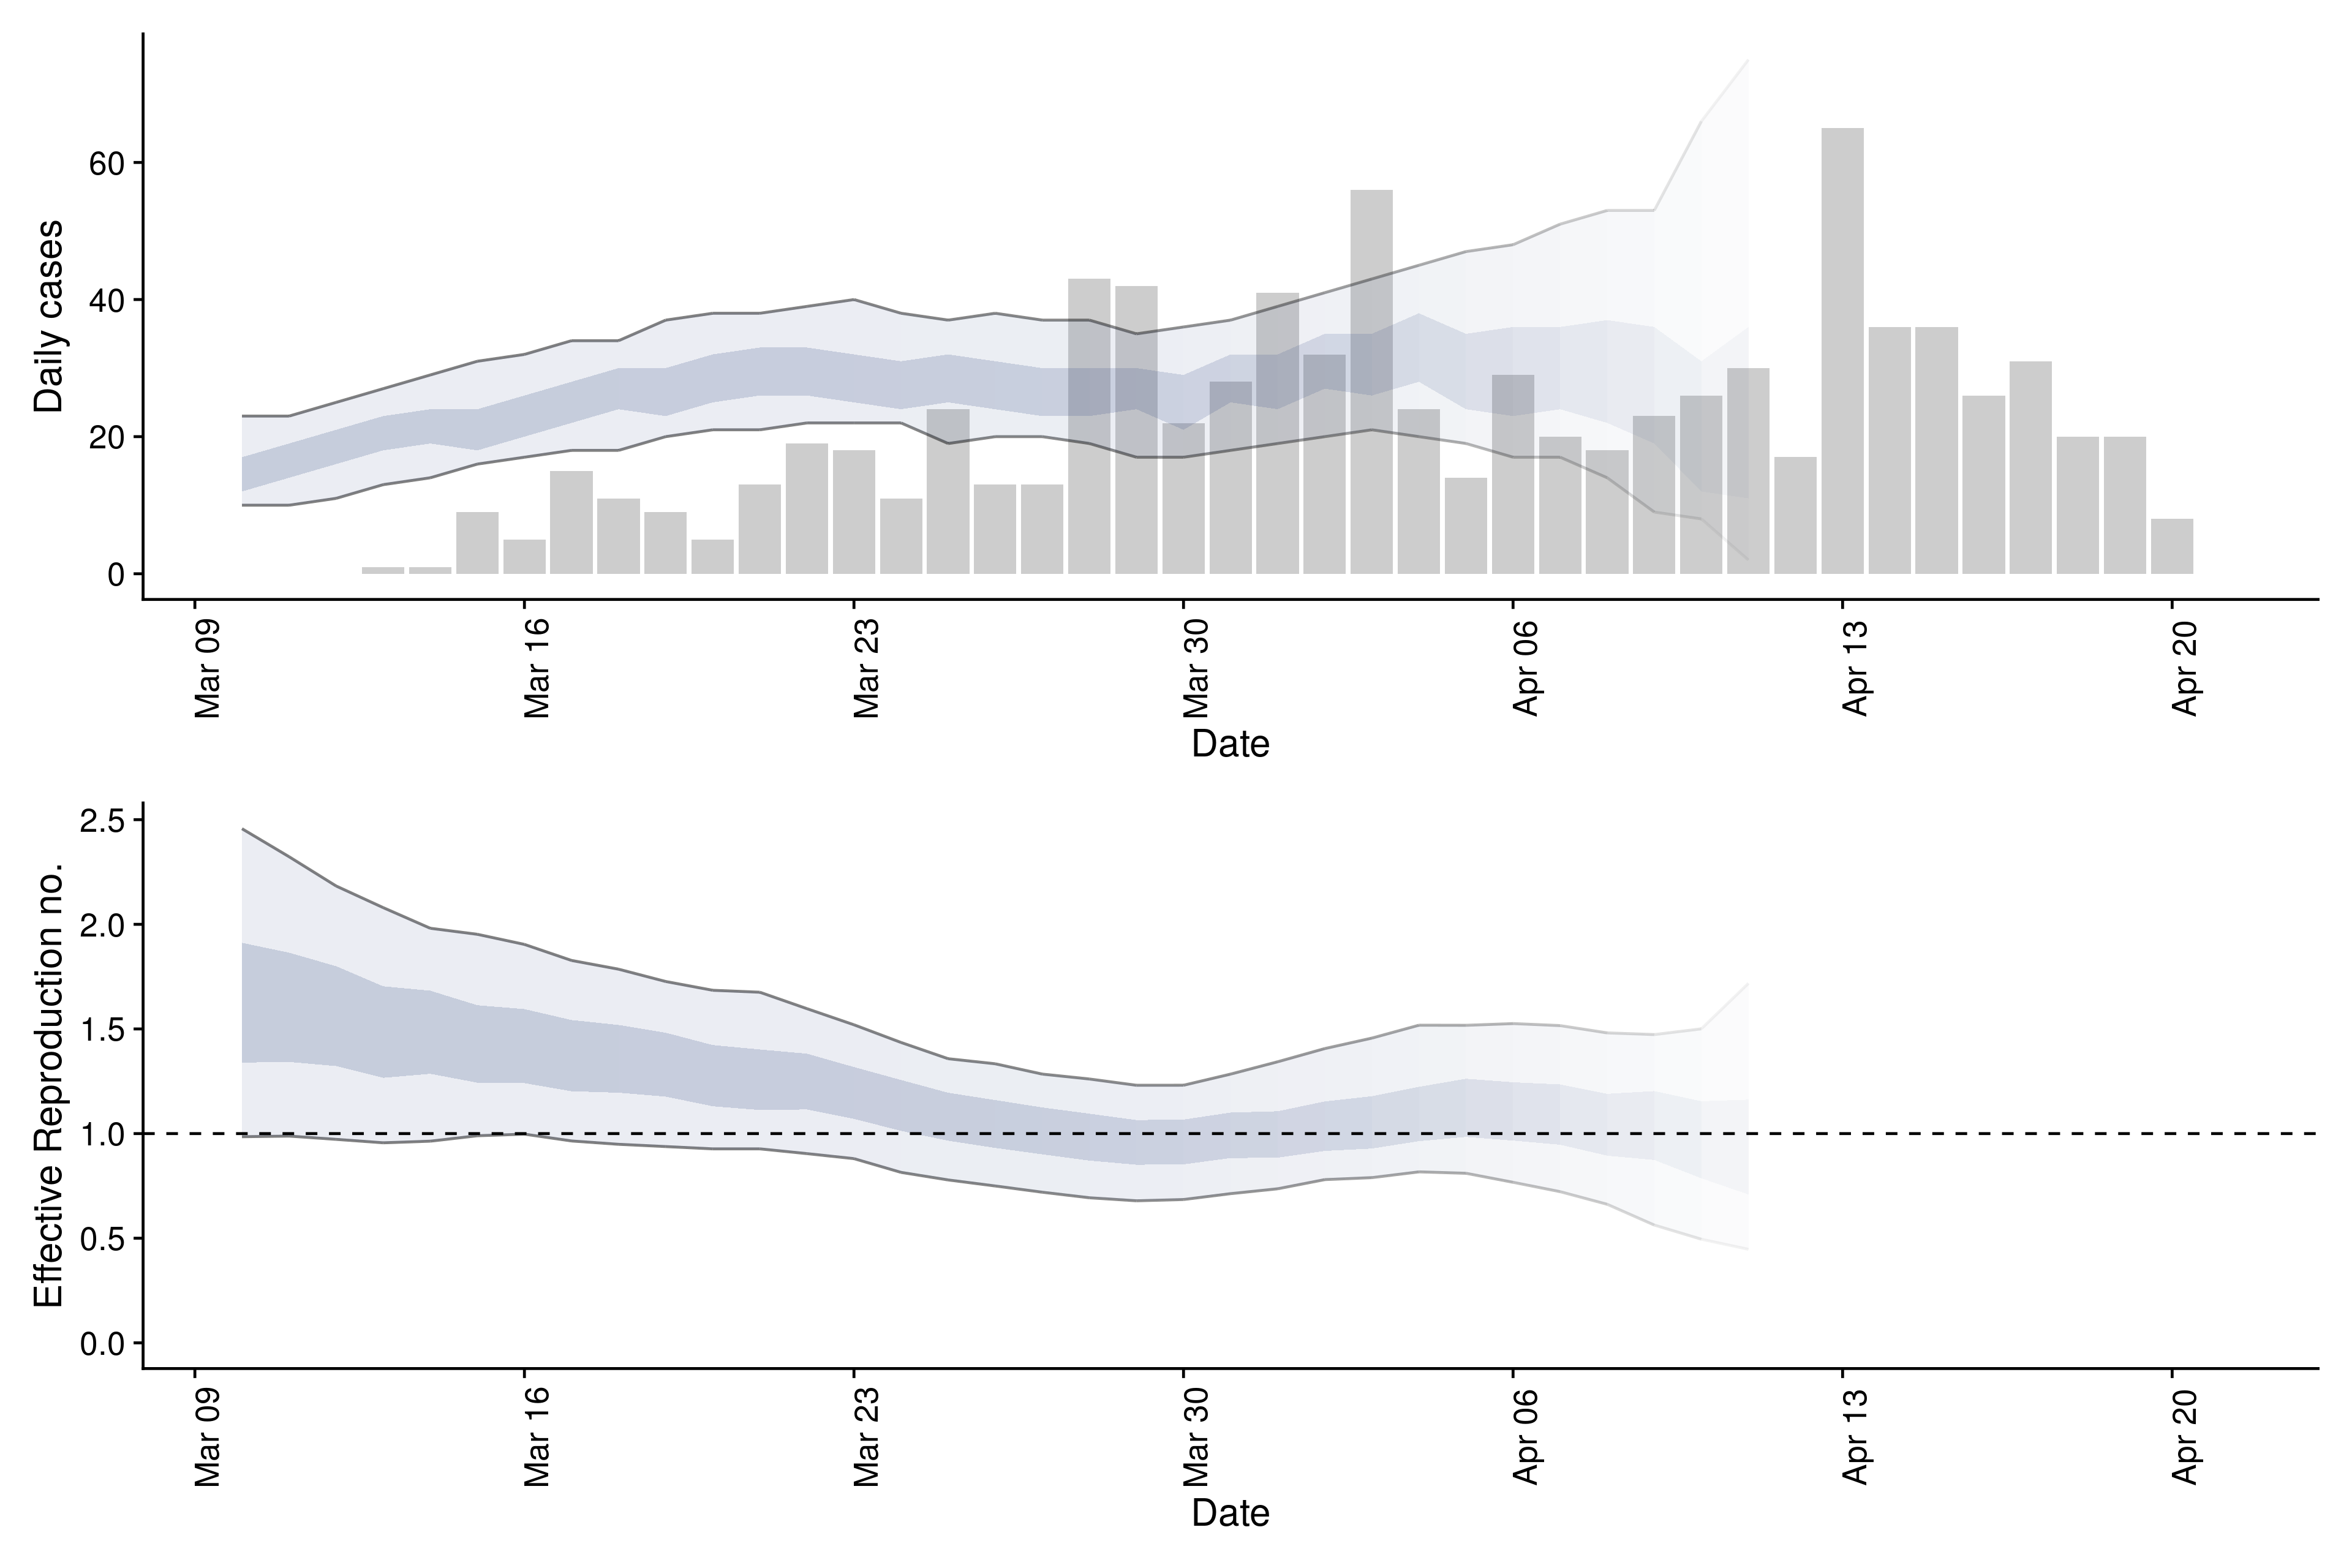 Daily cases
60
40
20
0
Mar 09
Mar 16
Mar 23
Mar 30
Apr 06
Apr 13
Apr 20
Date
Effective Reproduction no.
2.5
2.0
1.5
1.0
0.5
0.0
Mar 09
Mar 16
Mar 23
Mar 30
Apr 06
Apr 13
Apr 20
Date